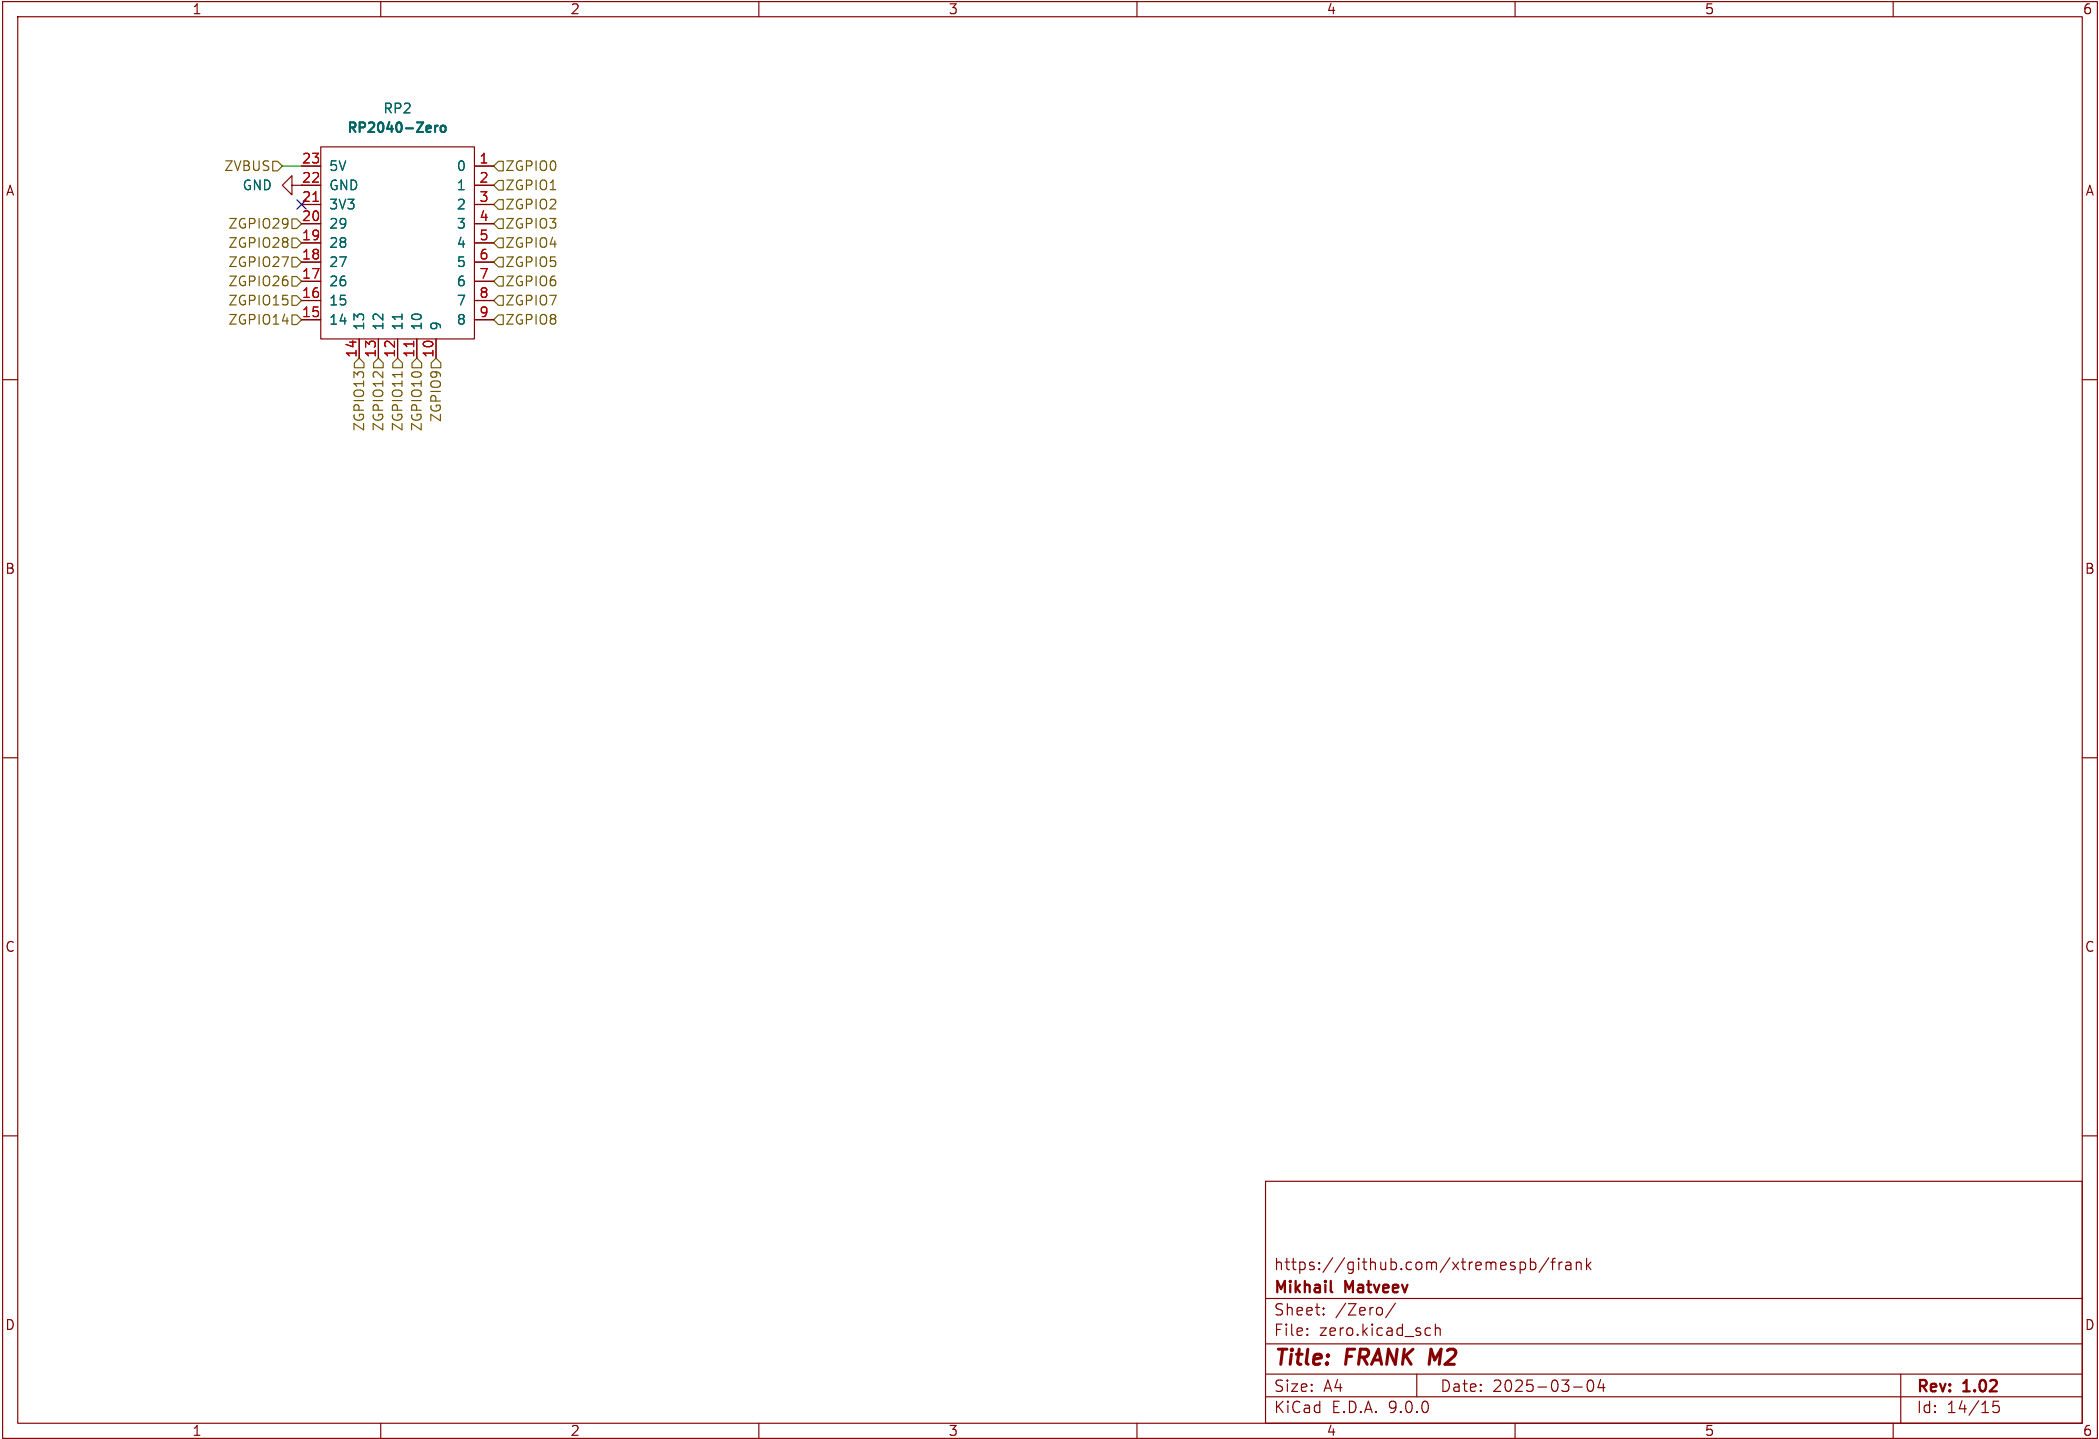 1 2 3 4 5 6
RP2
RP2040-Zero
ZVBUS 23 5V 0 1 ZGPIO0
GND 22 GND 1 2 ZGPIO1
A 21 3V3 2 3 ZGPIO2 A
ZGPIO29 20 29 3 4 ZGPIO3
ZGPIO28 19 28 4 5 ZGPIO4
ZGPIO27 18 27 5 6 ZGPIO5
ZGPIO26 17 26 6 7 ZGPIO6
ZGPIO15 16 15 7 8 ZGPIO7
ZGPIO14 15 14 8 9 ZGPIO8
13 12 11 10 9
14 13 12 11 10
ZGPIO13 ZGPIO12 ZGPIO11 ZGPIO10 ZGPIO9
B B
C C
https://github.com/xtremespb/frank
Mikhail Matveev
Sheet: /Zero/
D D
File: zero.kicad_sch
Title: FRANK M2
Size: A4 Date: 2025-03-04 Rev: 1.02
KiCad E.D.A. 9.0.0 Id: 14/15
1 2 3 4 5 6